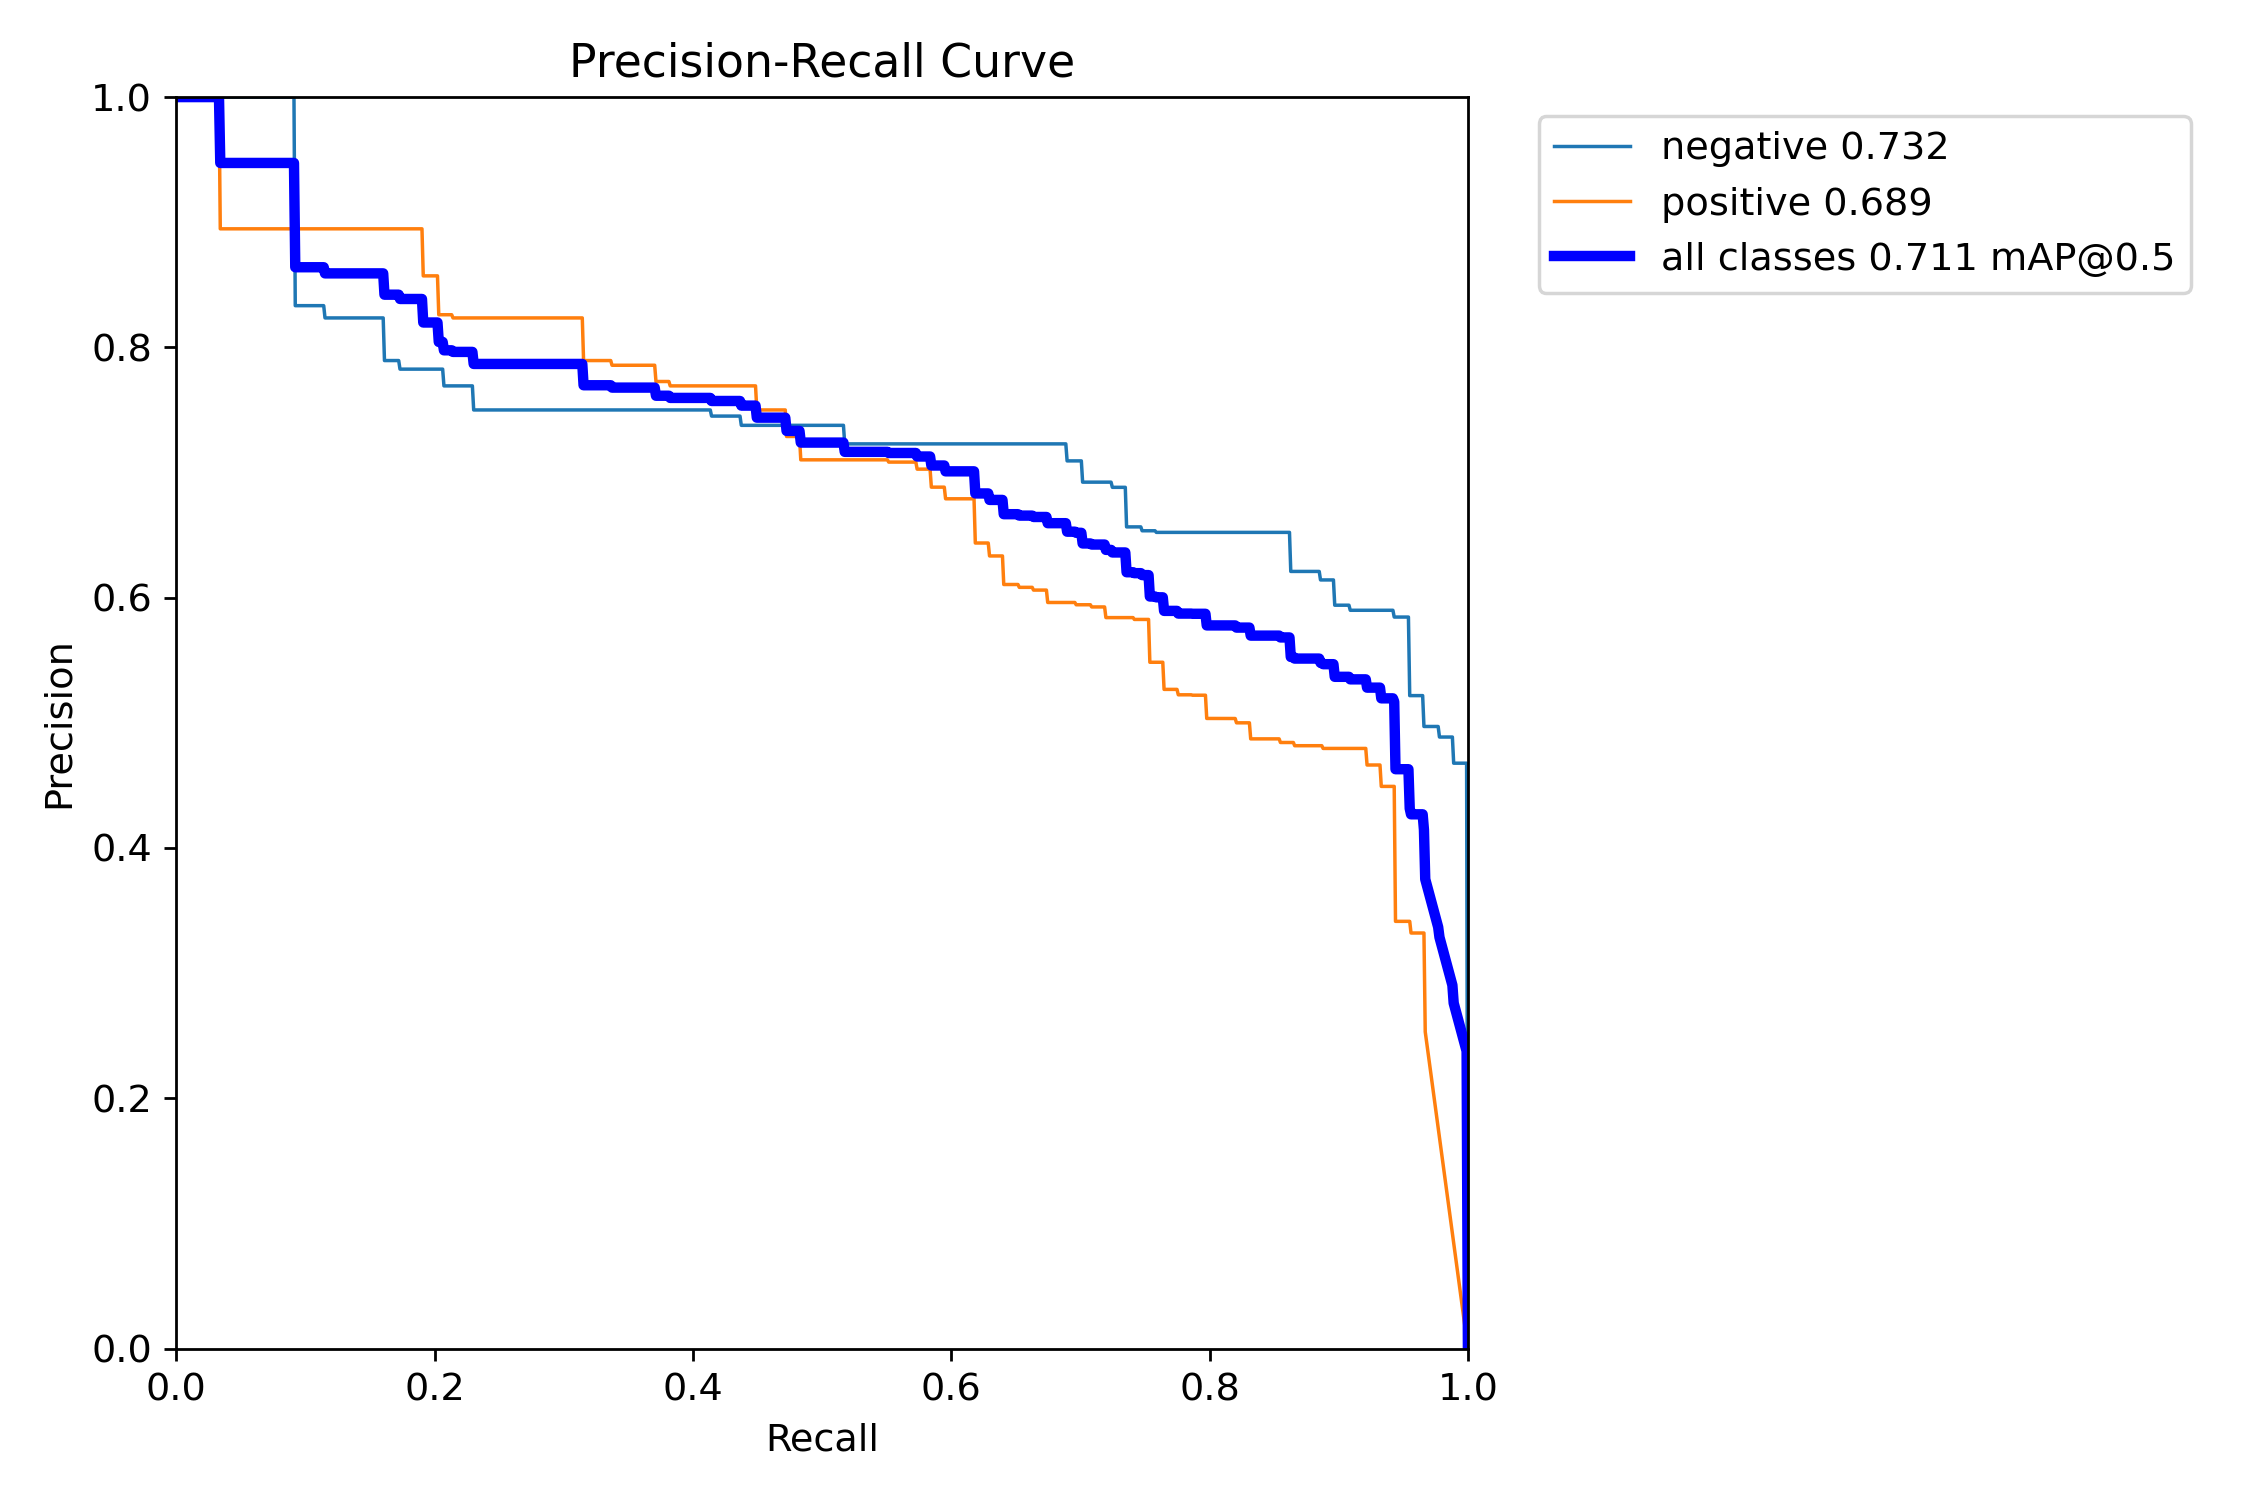 Precision-Recall Curve
1.0
0.8
0.6
0.4
0.2
0.0
Precision
0.0 0.2 0.4 0.6 0.8 1.0
Recall
negative 0.732
positive 0.689
all classes 0.711 mAP@0.5